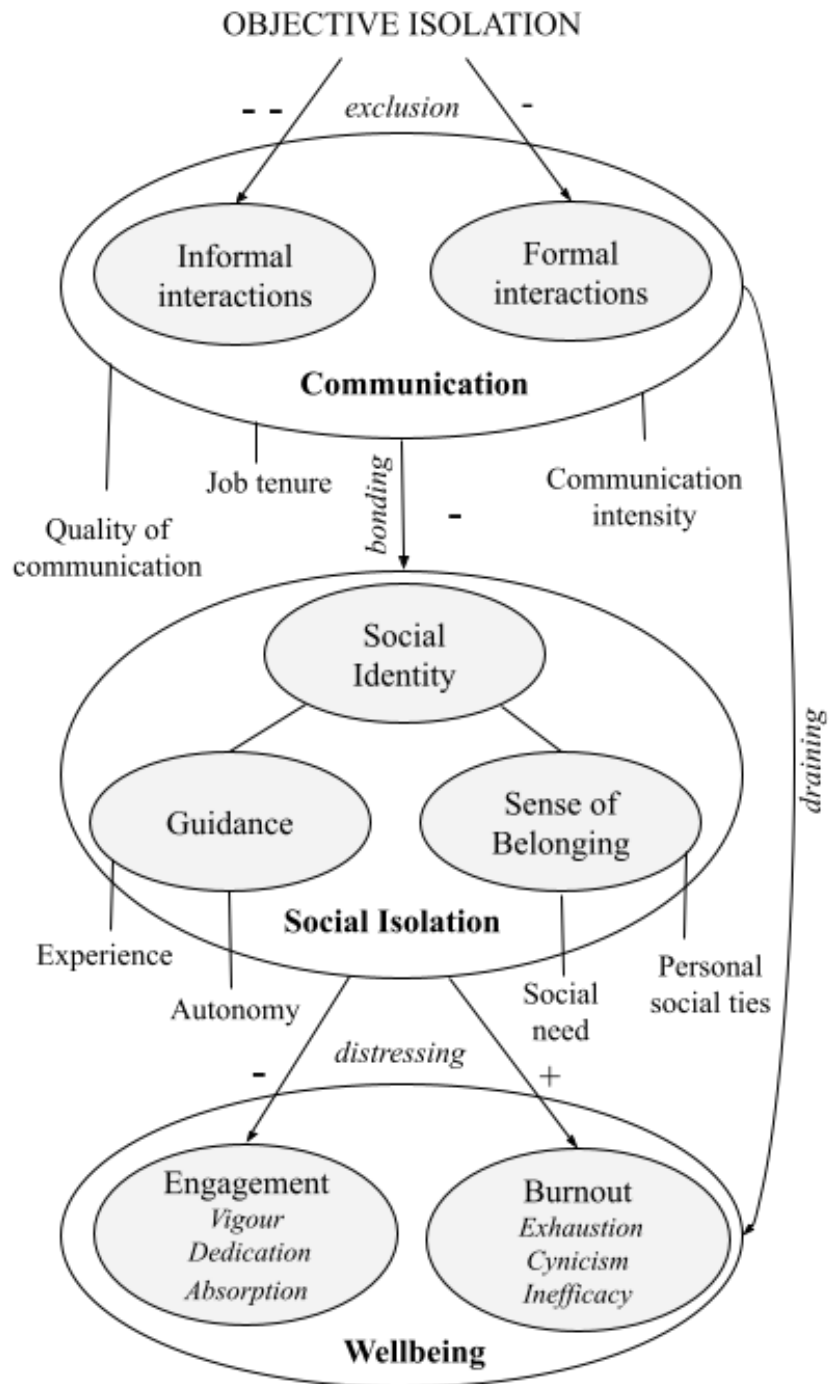 OBJECTIVE ISOLATION
- -
exclusion
-
Informal
interactions
Formal
interactions
Communication
Quality of
communication
Job tenure
bonding
-
Communication
intensity
draining
Social
Identity
Guidance
Sense of
Belonging
Social Isolation
Experience
Autonomy
Social
need
Personal
social ties
-
distressing
+
Engagement
Vigour
Dedication
Absorption
Burnout
Exhaustion
Cynicism
Inefficacy
Wellbeing